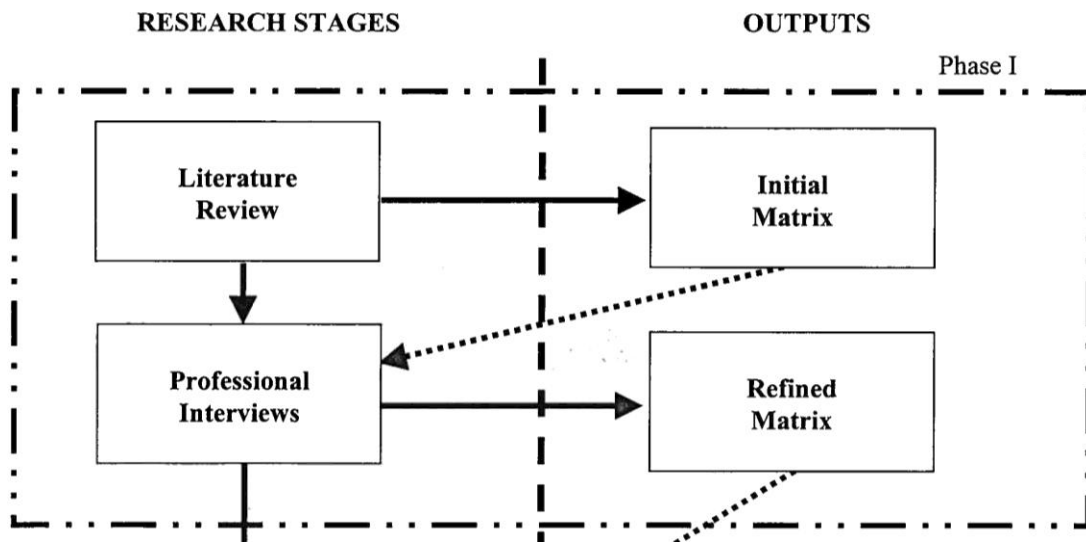 RESEARCH STAGES
OUTPUTS
Phase I
Literature
Review
Initial
Matrix
Professional
Interviews
Refined
Matrix